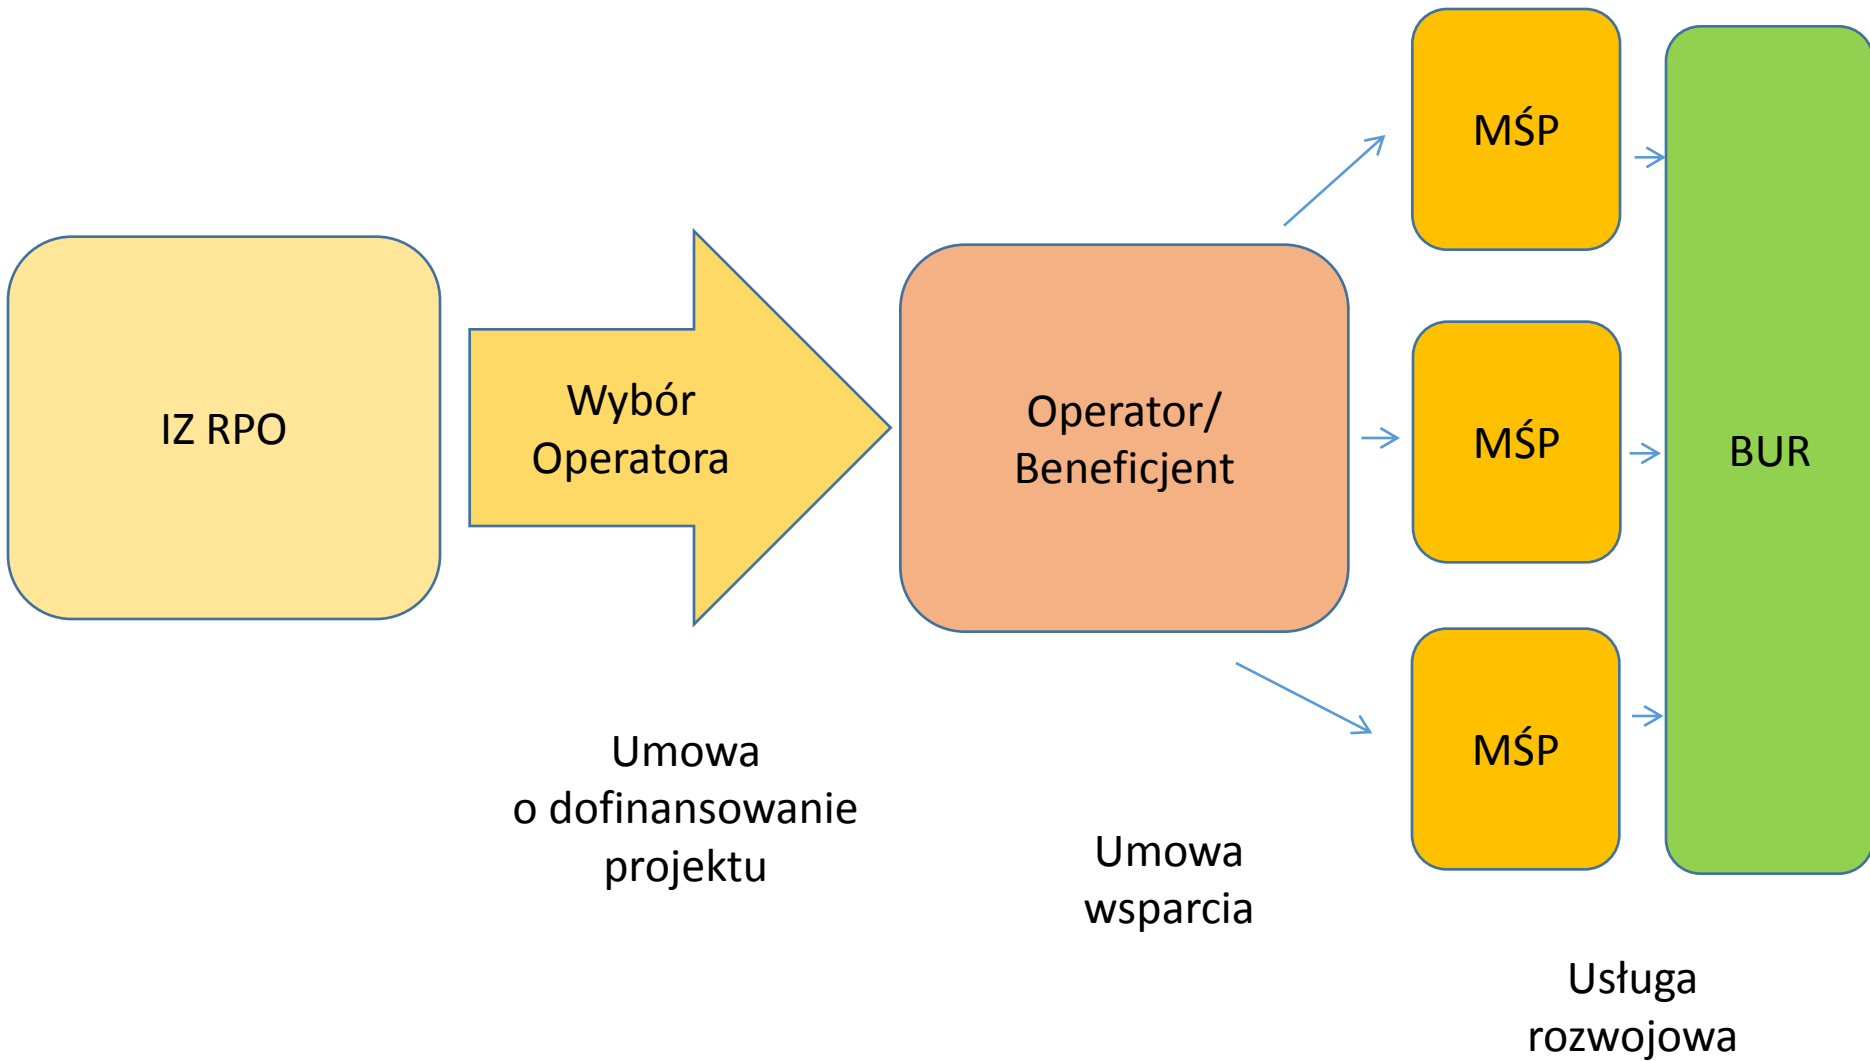 IZ RPO
Wybór
Operatora
Operator/
Beneficjent
MŚP
MŚP
MŚP
BUR
Umowa
o dofinansowanie
projektu
Umowa
wsparcia
Usługa
rozwojowa